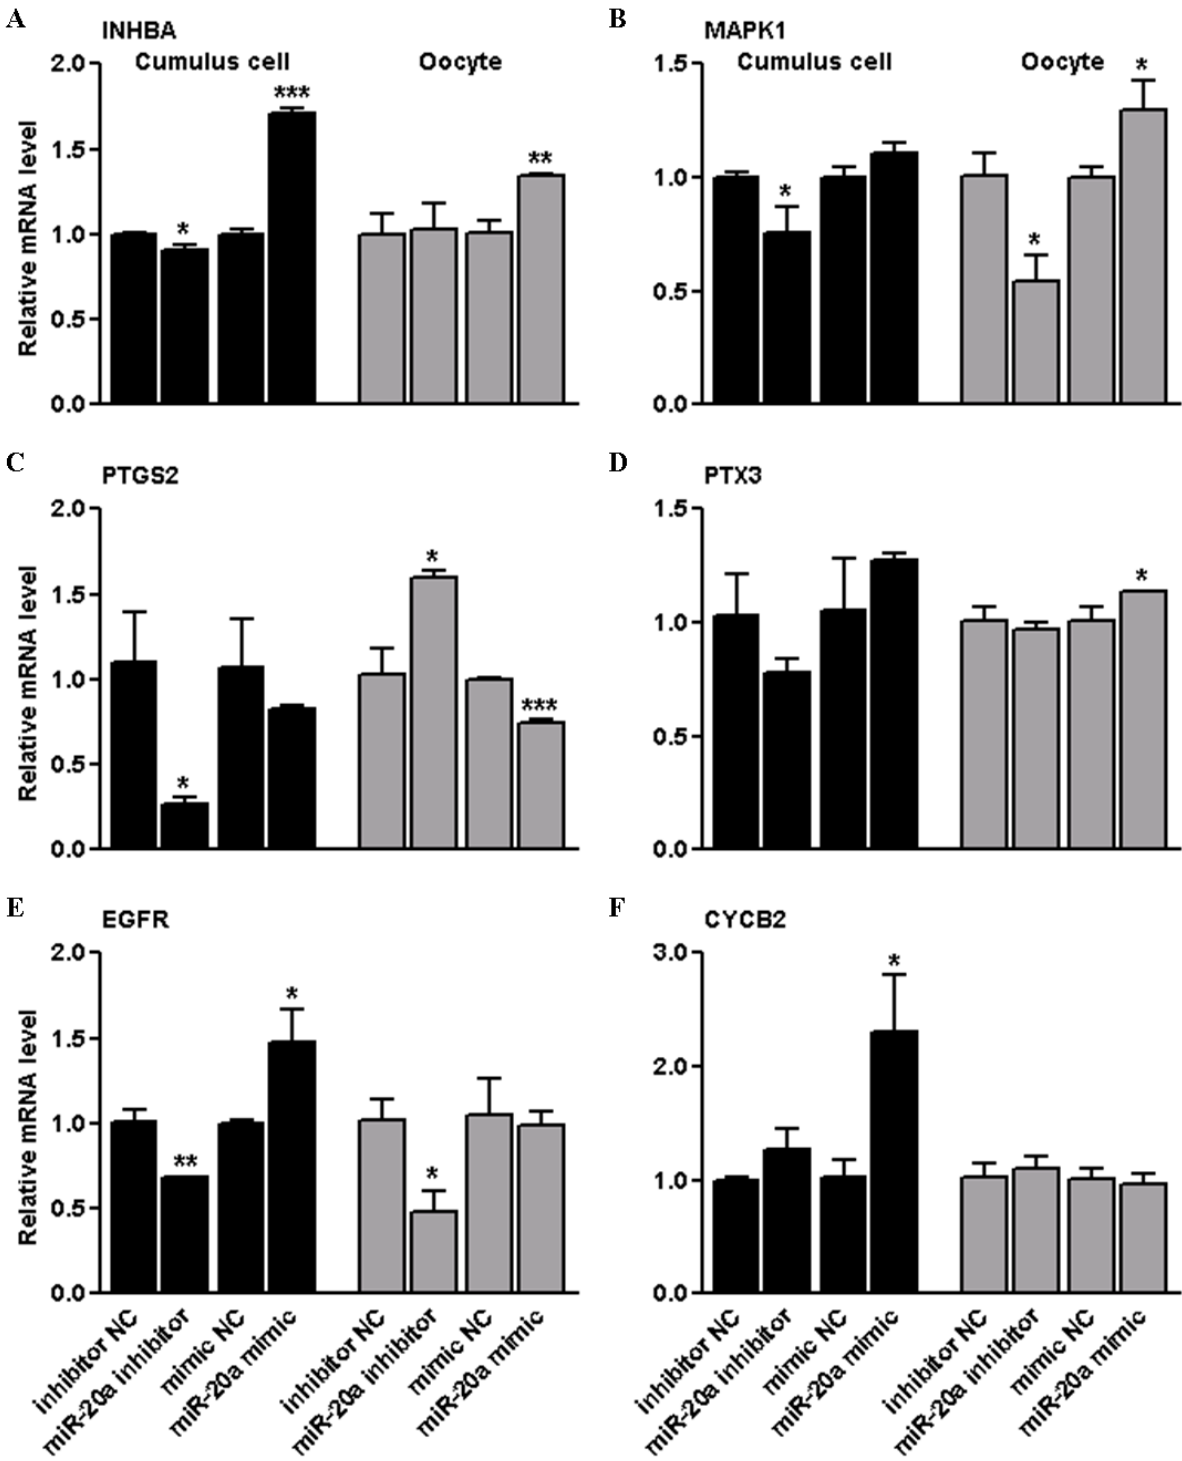 A
INHBA
Cumulus cell
Oocyte
Relative mRNA level
2.0
1.5
1.0
0.5
0.0
*
***
**
B
MAPK1
Cumulus cell
Oocyte
1.5
1.0
0.5
0.0
*
*
*
C
PTGS2
Relative mRNA level
2.0
1.5
1.0
0.5
0.0
*
*
***
D
PTX3
1.5
1.0
0.5
0.0
*
E
EGFR
Relative mRNA level
2.0
1.5
1.0
0.5
0.0
**
*
*
inhibitor NC
miR-20a inhibitor
mimic NC
miR-20a mimic
inhibitor NC
miR-20a inhibitor
mimic NC
miR-20a mimic
F
CYCB2
3.0
2.0
1.0
0.0
*
inhibitor NC
miR-20a inhibitor
mimic NC
miR-20a mimic
inhibitor NC
miR-20a inhibitor
mimic NC
miR-20a mimic